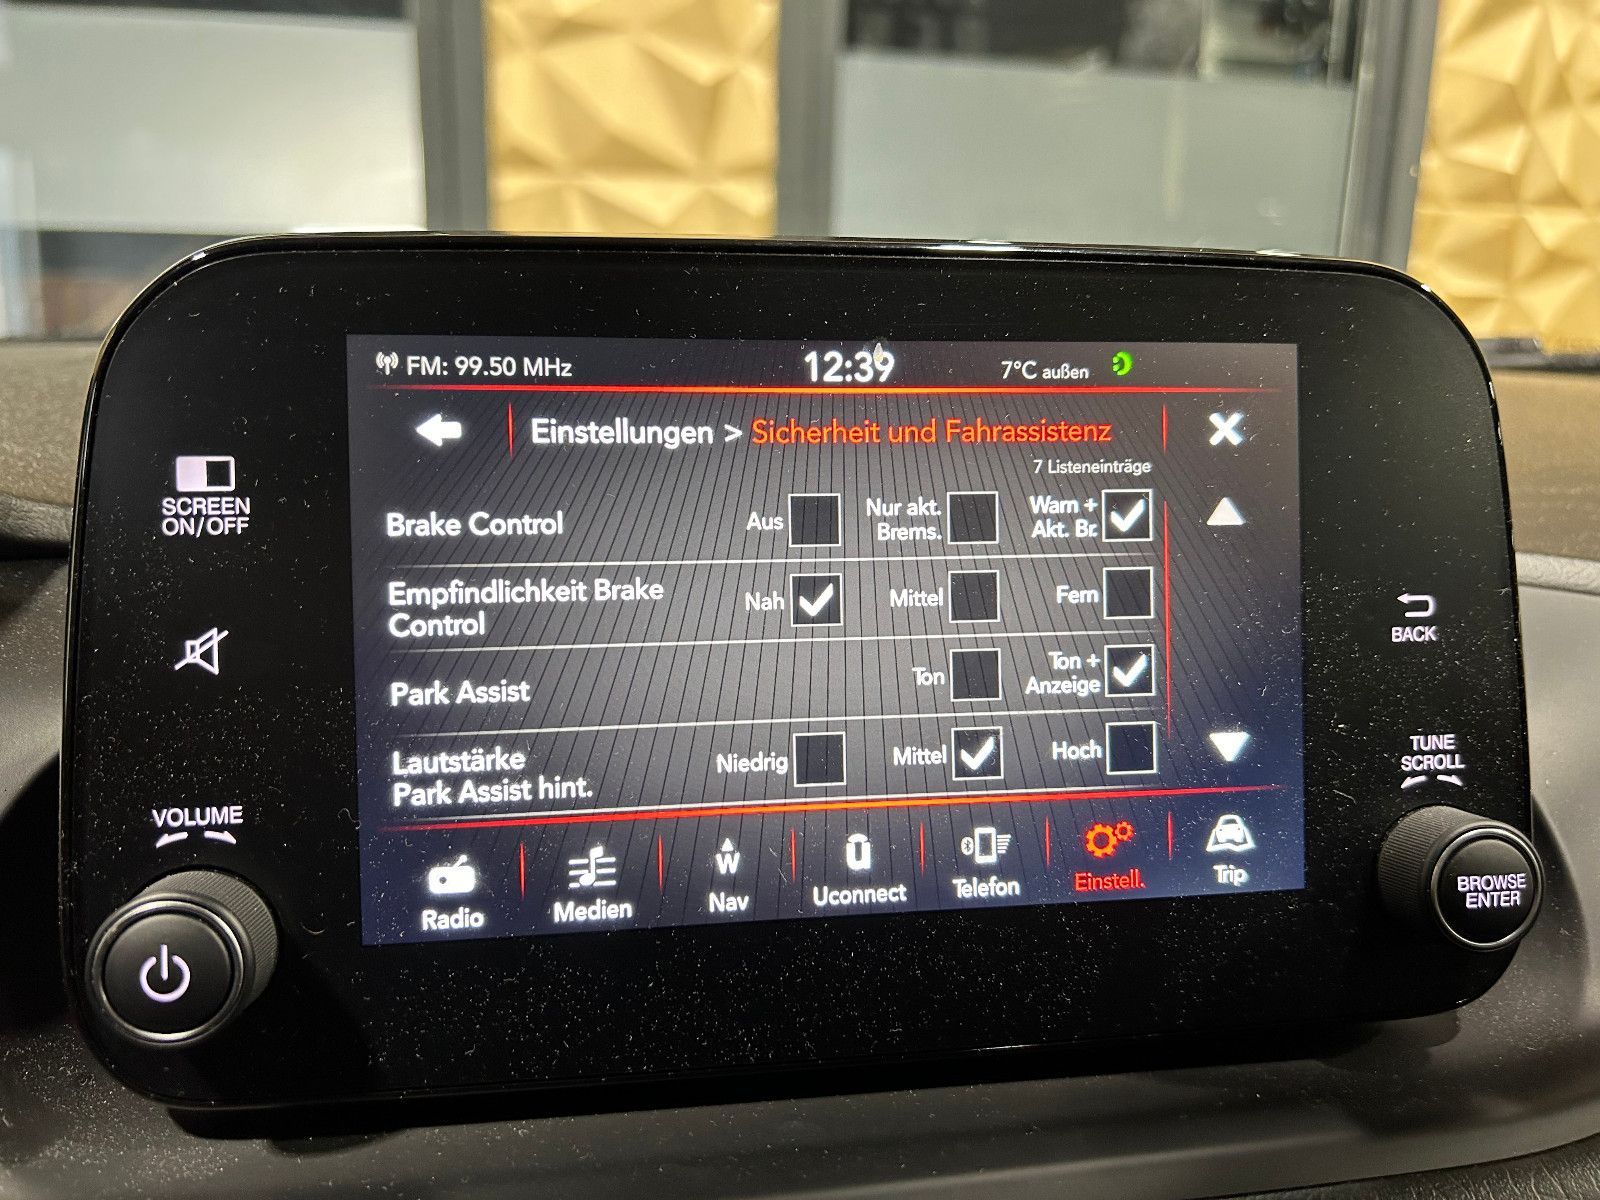 FM: 99.50 MHz 12:39 7°C außen
Einstellungen > Sicherheit und Fahrassistenz
7 Listeneinträge
Brake Control Aus Nur akt. Brems. Warn + Akt. Br.
Empfindlichkeit Brake Control Nah Mittel Fern
Park Assist Ton Ton + Anzeige
Lautstärke
Park Assist hint. Niedrig Mittel Hoch
Radio Medien W Nav Uconnect Telefon Einstell. Trip
SCREEN
ON/OFF
VOLUME
BACK
TUNE
SCROLL
BROWSE
ENTER